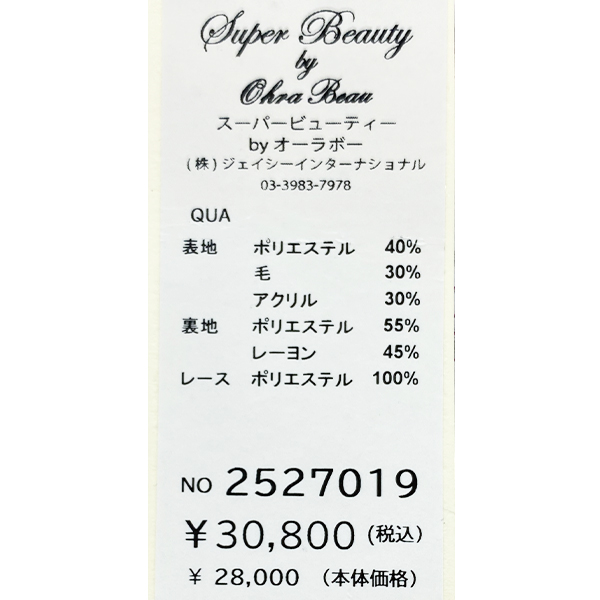 Super Beauty
by
Ohra Beau
スーパービューティー
by オーラボー
(株)ジェイシーインターナショナル
03-3983-7978
QUA
表地 ポリエステル 40%
毛 30%
アクリル 30%
裏地 ポリエステル 55%
レーヨン 45%
レース ポリエステル 100%
NO 2527019
￥30,800(税込)
￥ 28,000 (本体価格)